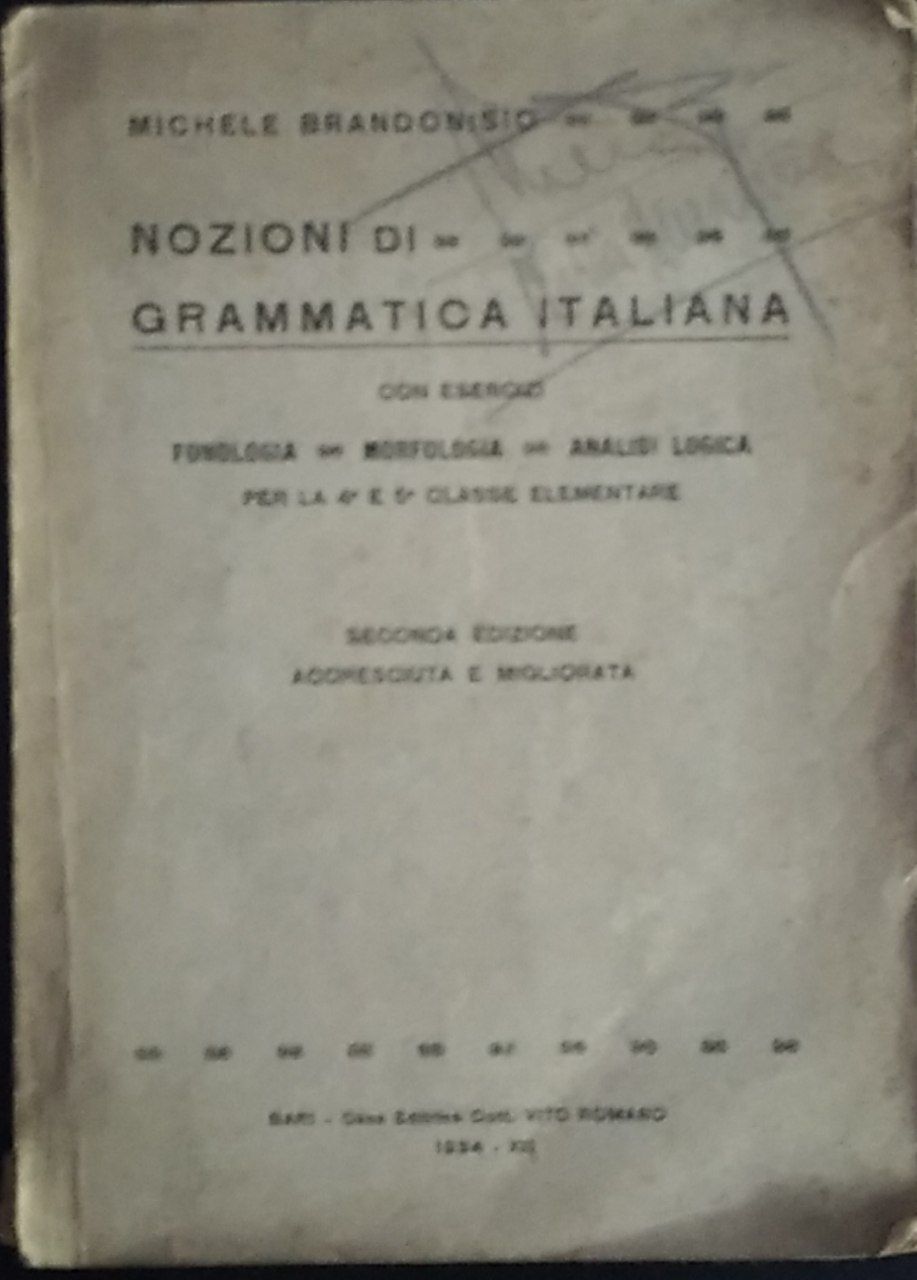 MICHELE BRANDONISIO
NOZIONI DI
GRAMMATICA ITALIANA
CON ESERCIZI
FONOLOGIA - MORFOLOGIA - ANALISI LOGICA
PER LA 4ª E 5ª CLASSE ELEMENTARE
SECONDA EDIZIONE
ACCRESCIUTA E MIGLIORATA
BARI - Casa Editrice Dott. VITO ROMANO
1934 - XII